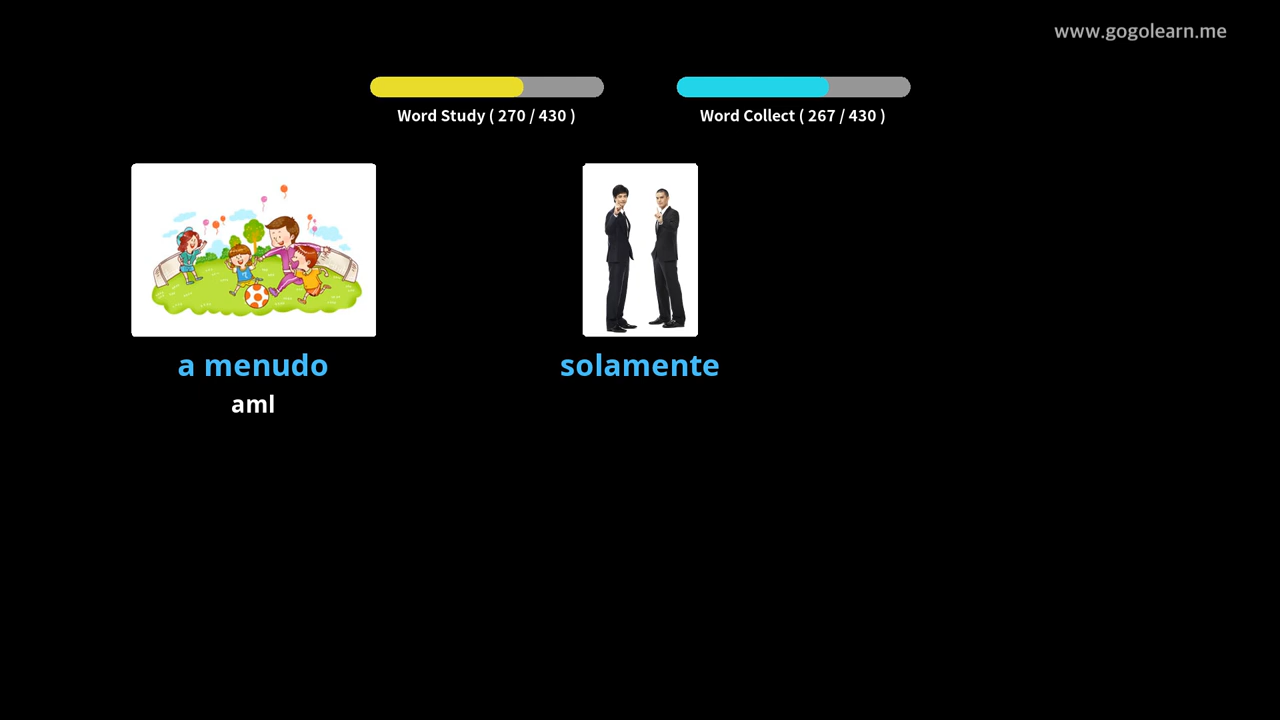 www.gogolearn.me
Word Study ( 270 / 430 )
Word Collect ( 267 / 430 )
a menudo
solamente
aml